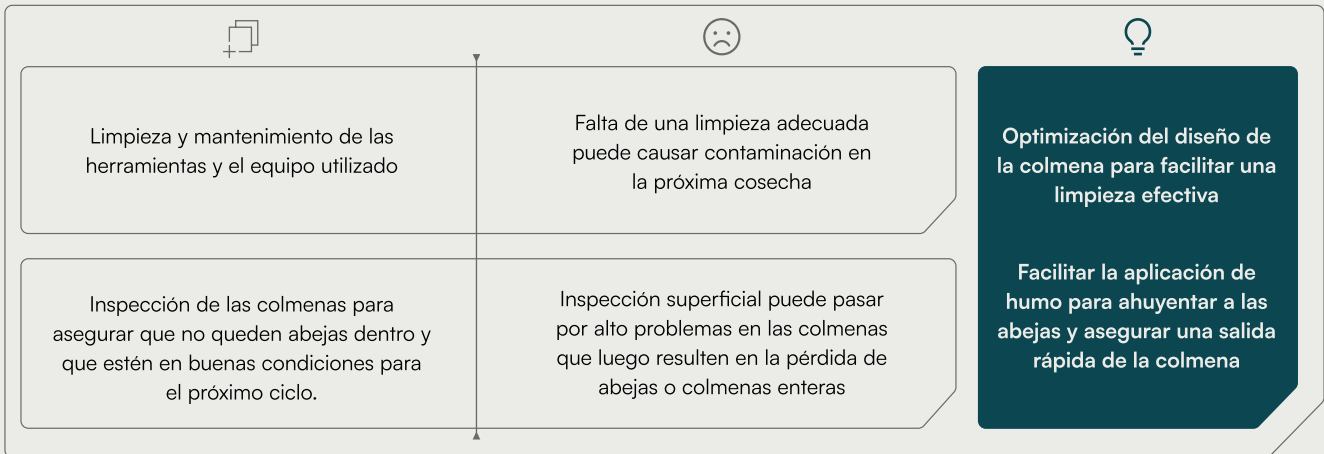 Limpieza y mantenimiento de las
herramientas y el equipo utilizado
Falta de una limpieza adecuada
puede causar contaminación en
la próxima cosecha
Optimización del diseño de
la colmena para facilitar una
limpieza efectiva
Inspección de las colmenas para
asegurar que no queden abejas dentro y
que estén en buenas condiciones para
el próximo ciclo.
Inspección superficial puede pasar
por alto problemas en las colmenas
que luego resulten en la pérdida de
abejas o colmenas enteras
Facilitar la aplicación de
humo para ahuyentar a las
abejas y asegurar una salida
rápida de la colmena